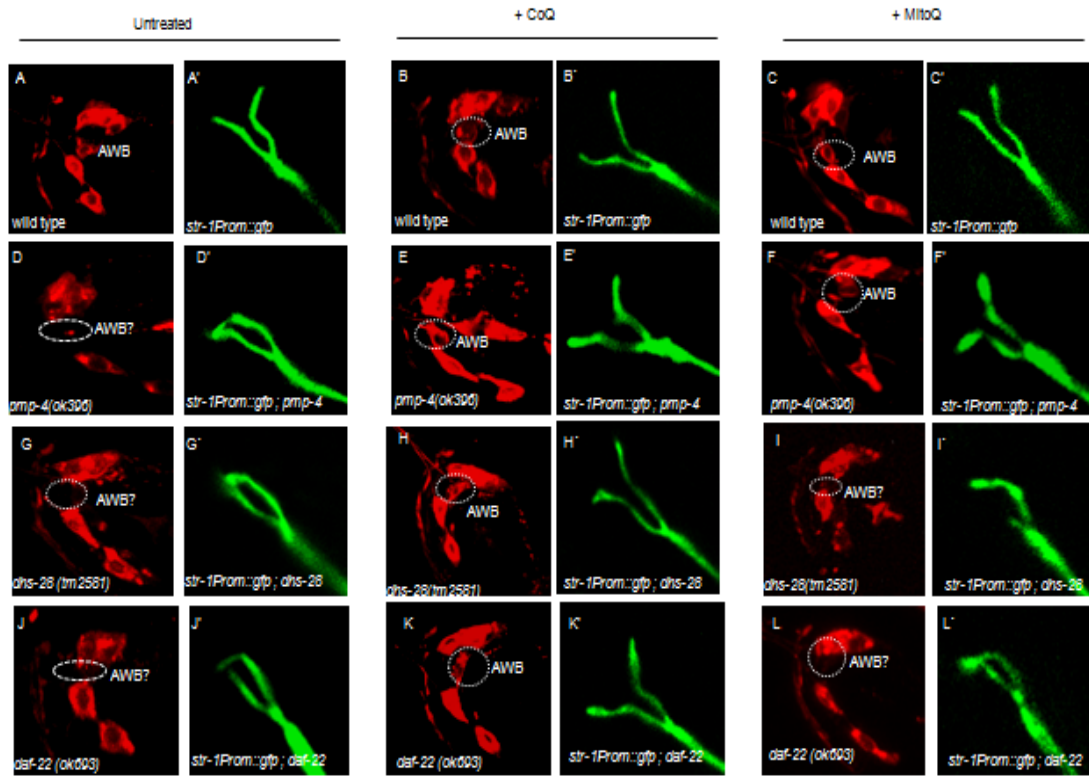 Untreated
+ CoQ
+ MitoQ
A
AWB
wild type
A'
str-1Prom::gfp
B
AWB
wild type
B'
str-1Prom::gfp
C
AWB
wild type
C'
str-1Prom::gfp
D
AWB?
pmp-4(ok396)
D'
str-1Prom::gfp ; pmp-4
E
AWB
pmp-4(ok396)
E'
str-1Prom::gfp ; pmp-4
F
AWB
pmp-4(ok396)
F'
str-1Prom::gfp ; pmp-4
G
AWB?
dhs-28 (tm2581)
G'
str-1Prom::gfp ; dhs-28
H
AWB
dhs-28(tm2581)
H'
str-1Prom::gfp ; dhs-28
I
AWB?
dhs-28(tm2581)
I'
str-1Prom::gfp ; dhs-28
J
AWB?
daf-22 (ok693)
J'
str-1Prom::gfp ; daf-22
K
AWB
daf-22 (ok693)
K'
str-1Prom::gfp ; daf-22
L
AWB?
daf-22 (ok693)
L'
str-1Prom::gfp ; daf-22